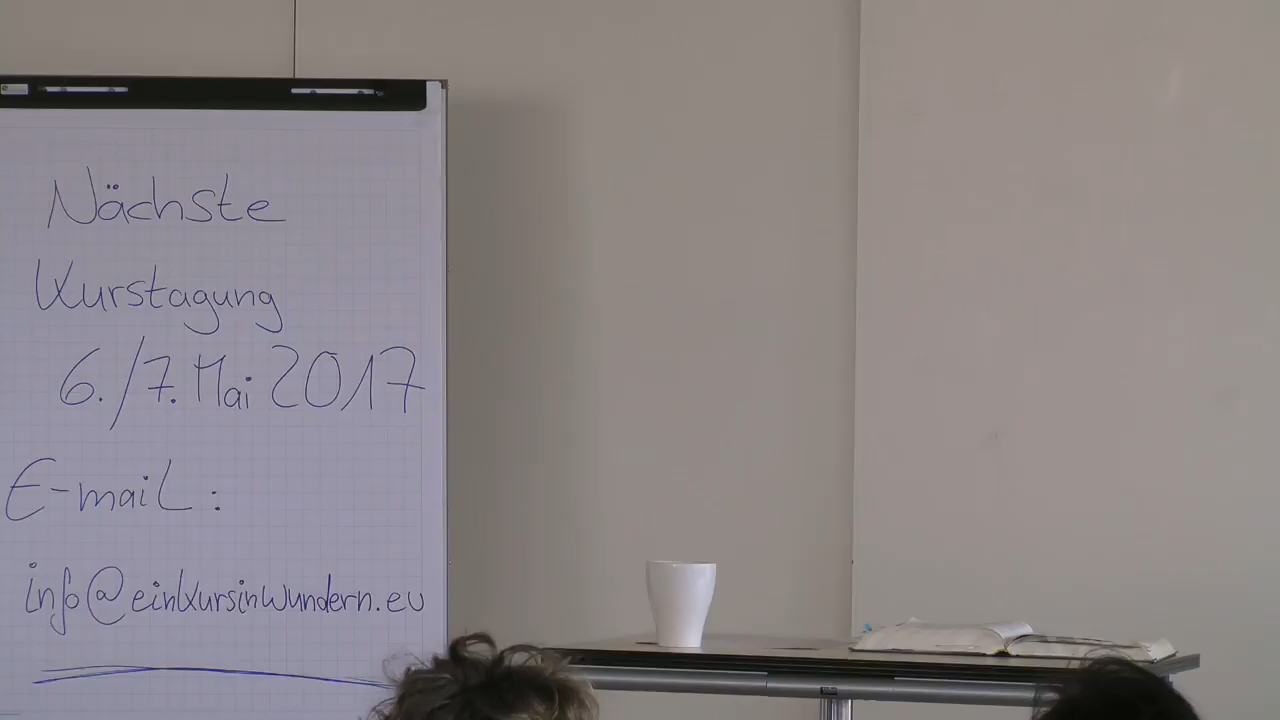 Nächste
Kurstagung
6./7. Mai 2017
E-mail:
info@einkursinwundern.eu